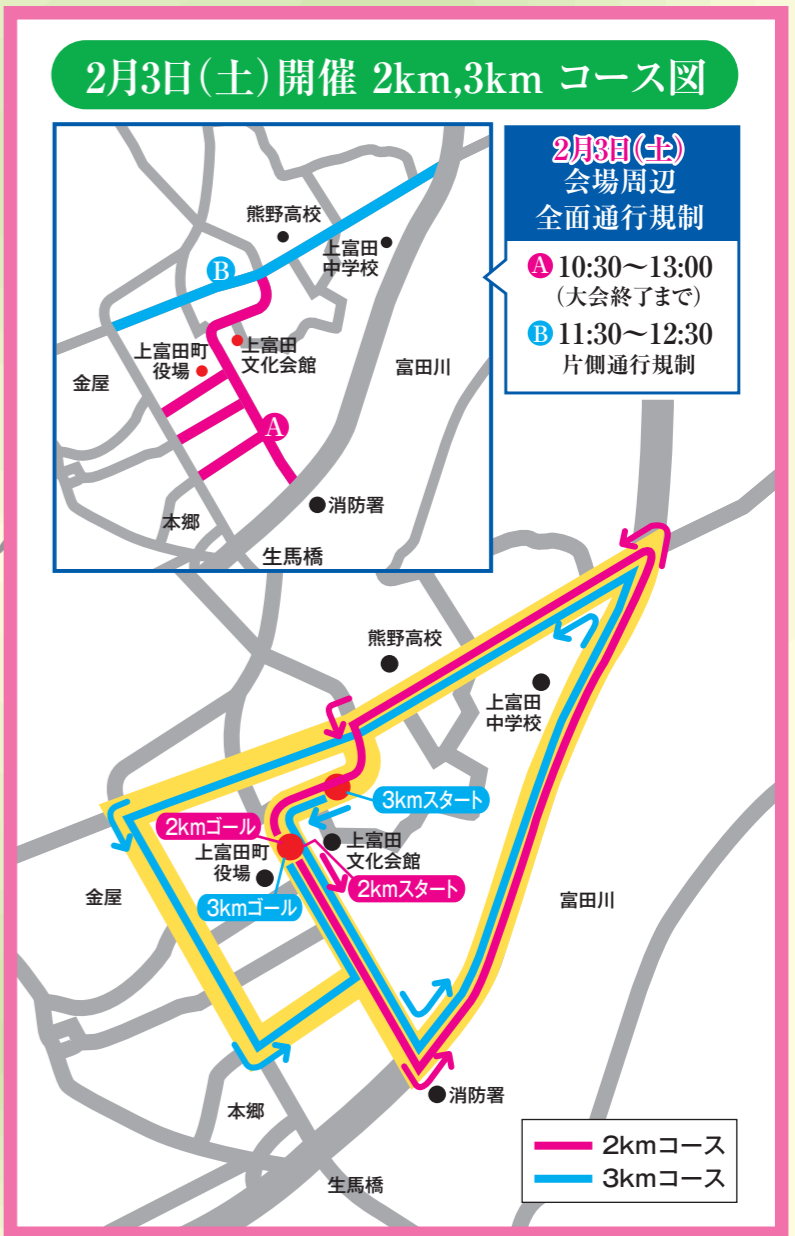 2月3日(土)開催 2km,3km コース図
2月3日(土)
会場周辺
全面通行規制
A 10:30〜13:00
(大会終了まで)
B 11:30〜12:30
片側通行規制
熊野高校
上富田
中学校
B
上富田町
役場
上富田
文化会館
富田川
金屋
A
消防署
本郷
生馬橋
熊野高校
上富田
中学校
3kmスタート
2kmゴール
上富田
文化会館
上富田町
役場
2kmスタート
3kmゴール
金屋
富田川
消防署
本郷
生馬橋
2kmコース
3kmコース